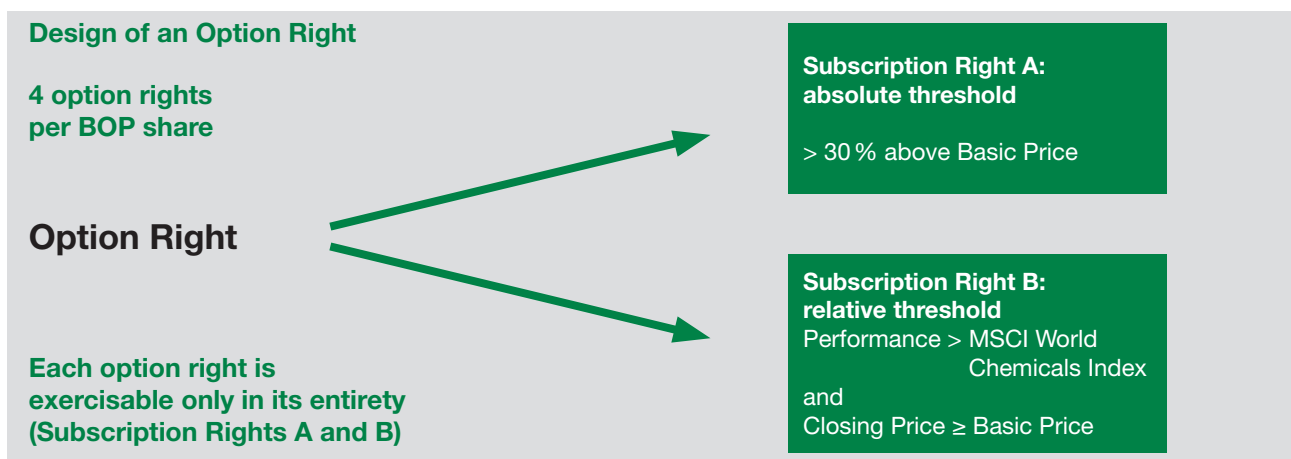 Design of an Option Right
4 option rights
per BOP share
Option Right
Each option right is
exercisable only in its entirety
(Subscription Rights A and B)
Subscription Right A:
absolute threshold
> 30 % above Basic Price
Subscription Right B:
relative threshold
Performance > MSCI World
Chemicals Index
and
Closing Price ≥ Basic Price